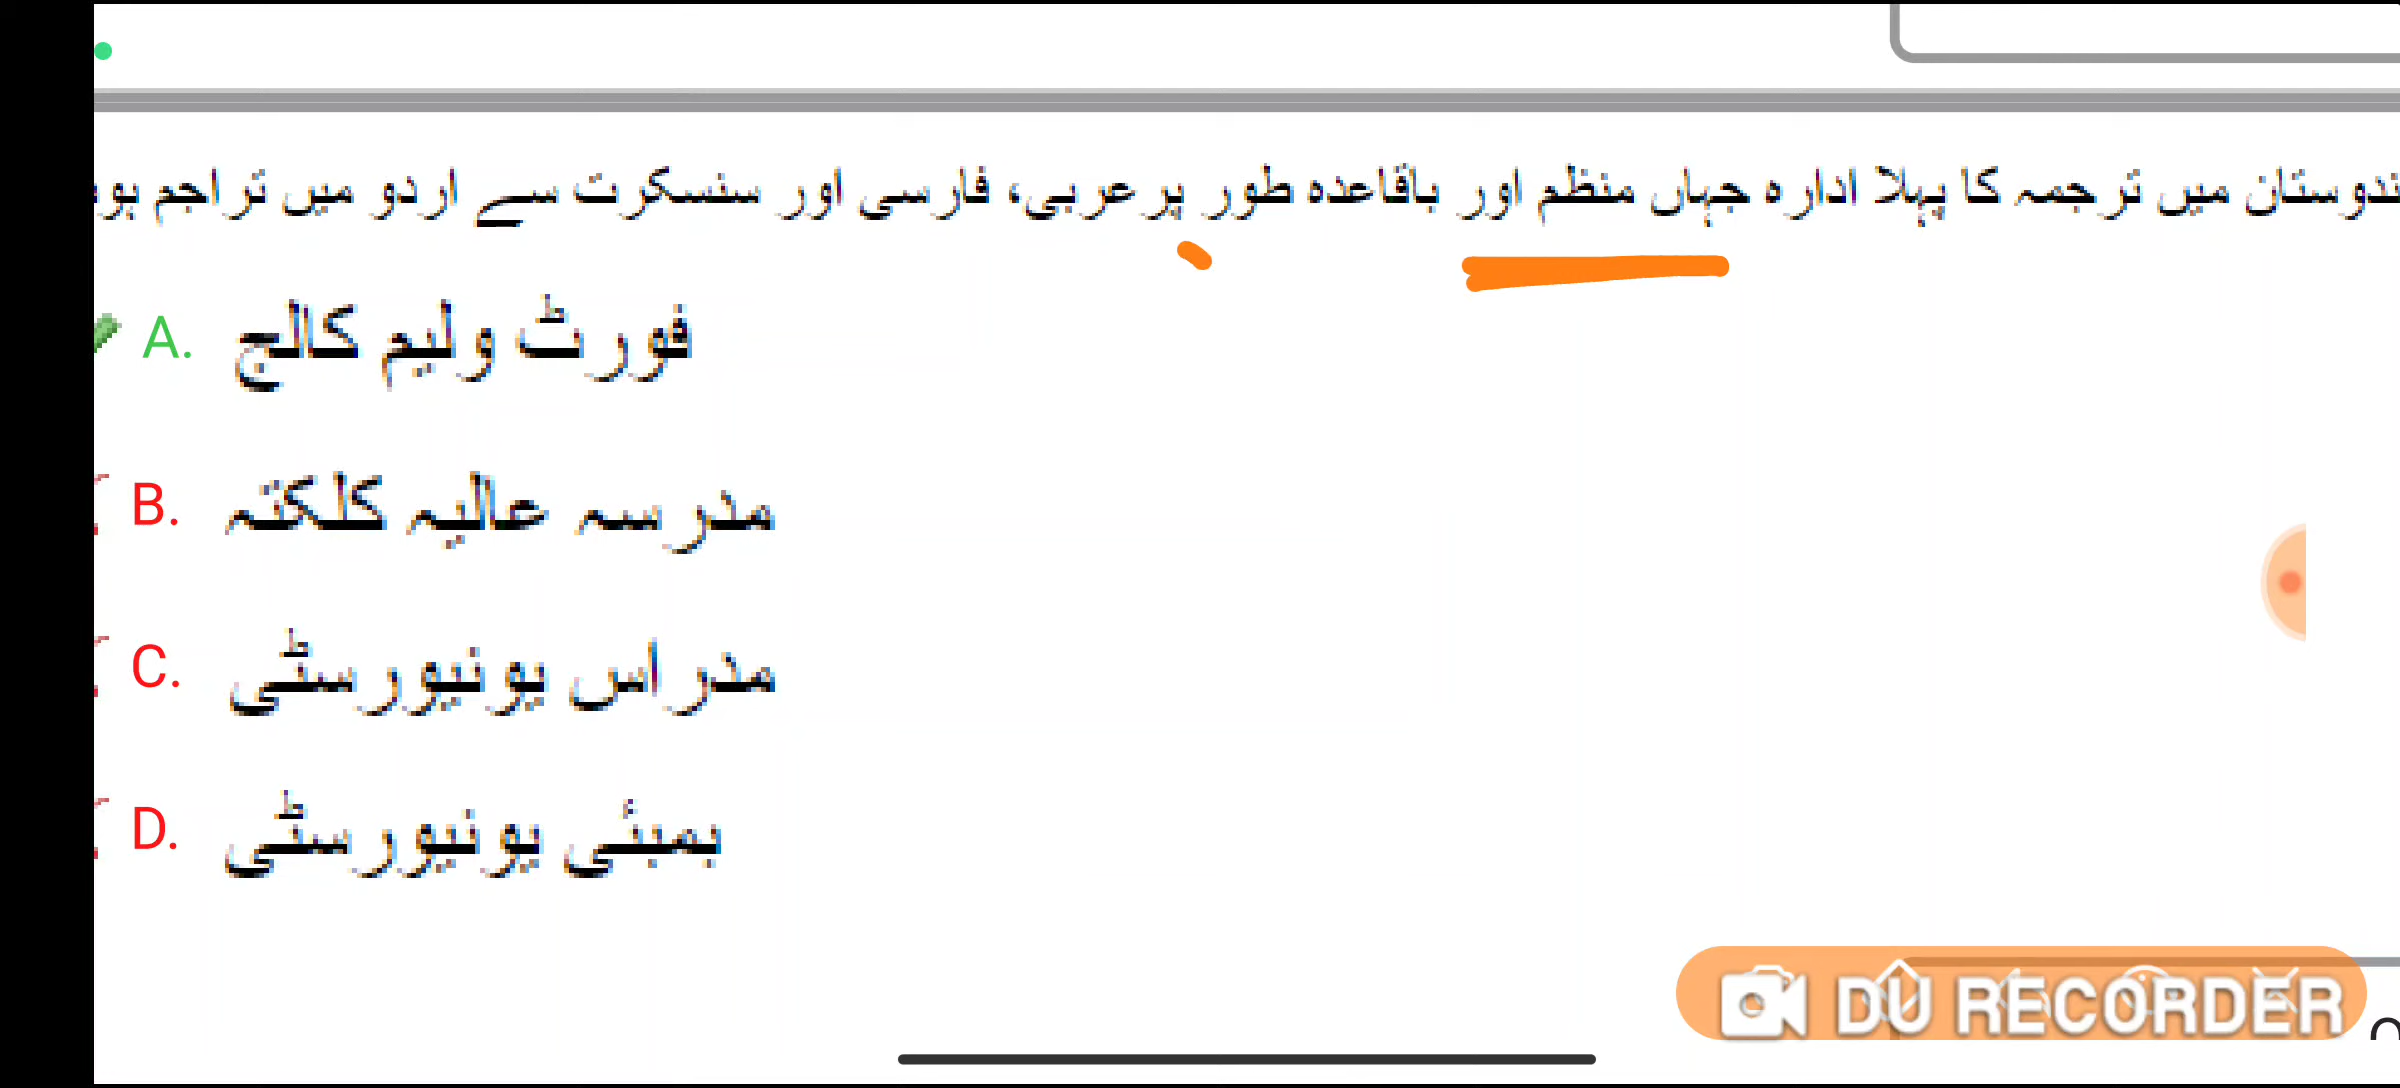 ندوستان میں ترجمہ کا پہلا ادارہ جہاں منظم اور باقاعدہ طور پر عربی، فارسی اور سنسکرت سے اردو میں تراجم
A. فورٹ ولیم کالج
B. مدرسہ عالیہ کلکتہ
C. مدراس یونیورسٹی
D. بمبئی یونیورسٹی
DU RECORDER